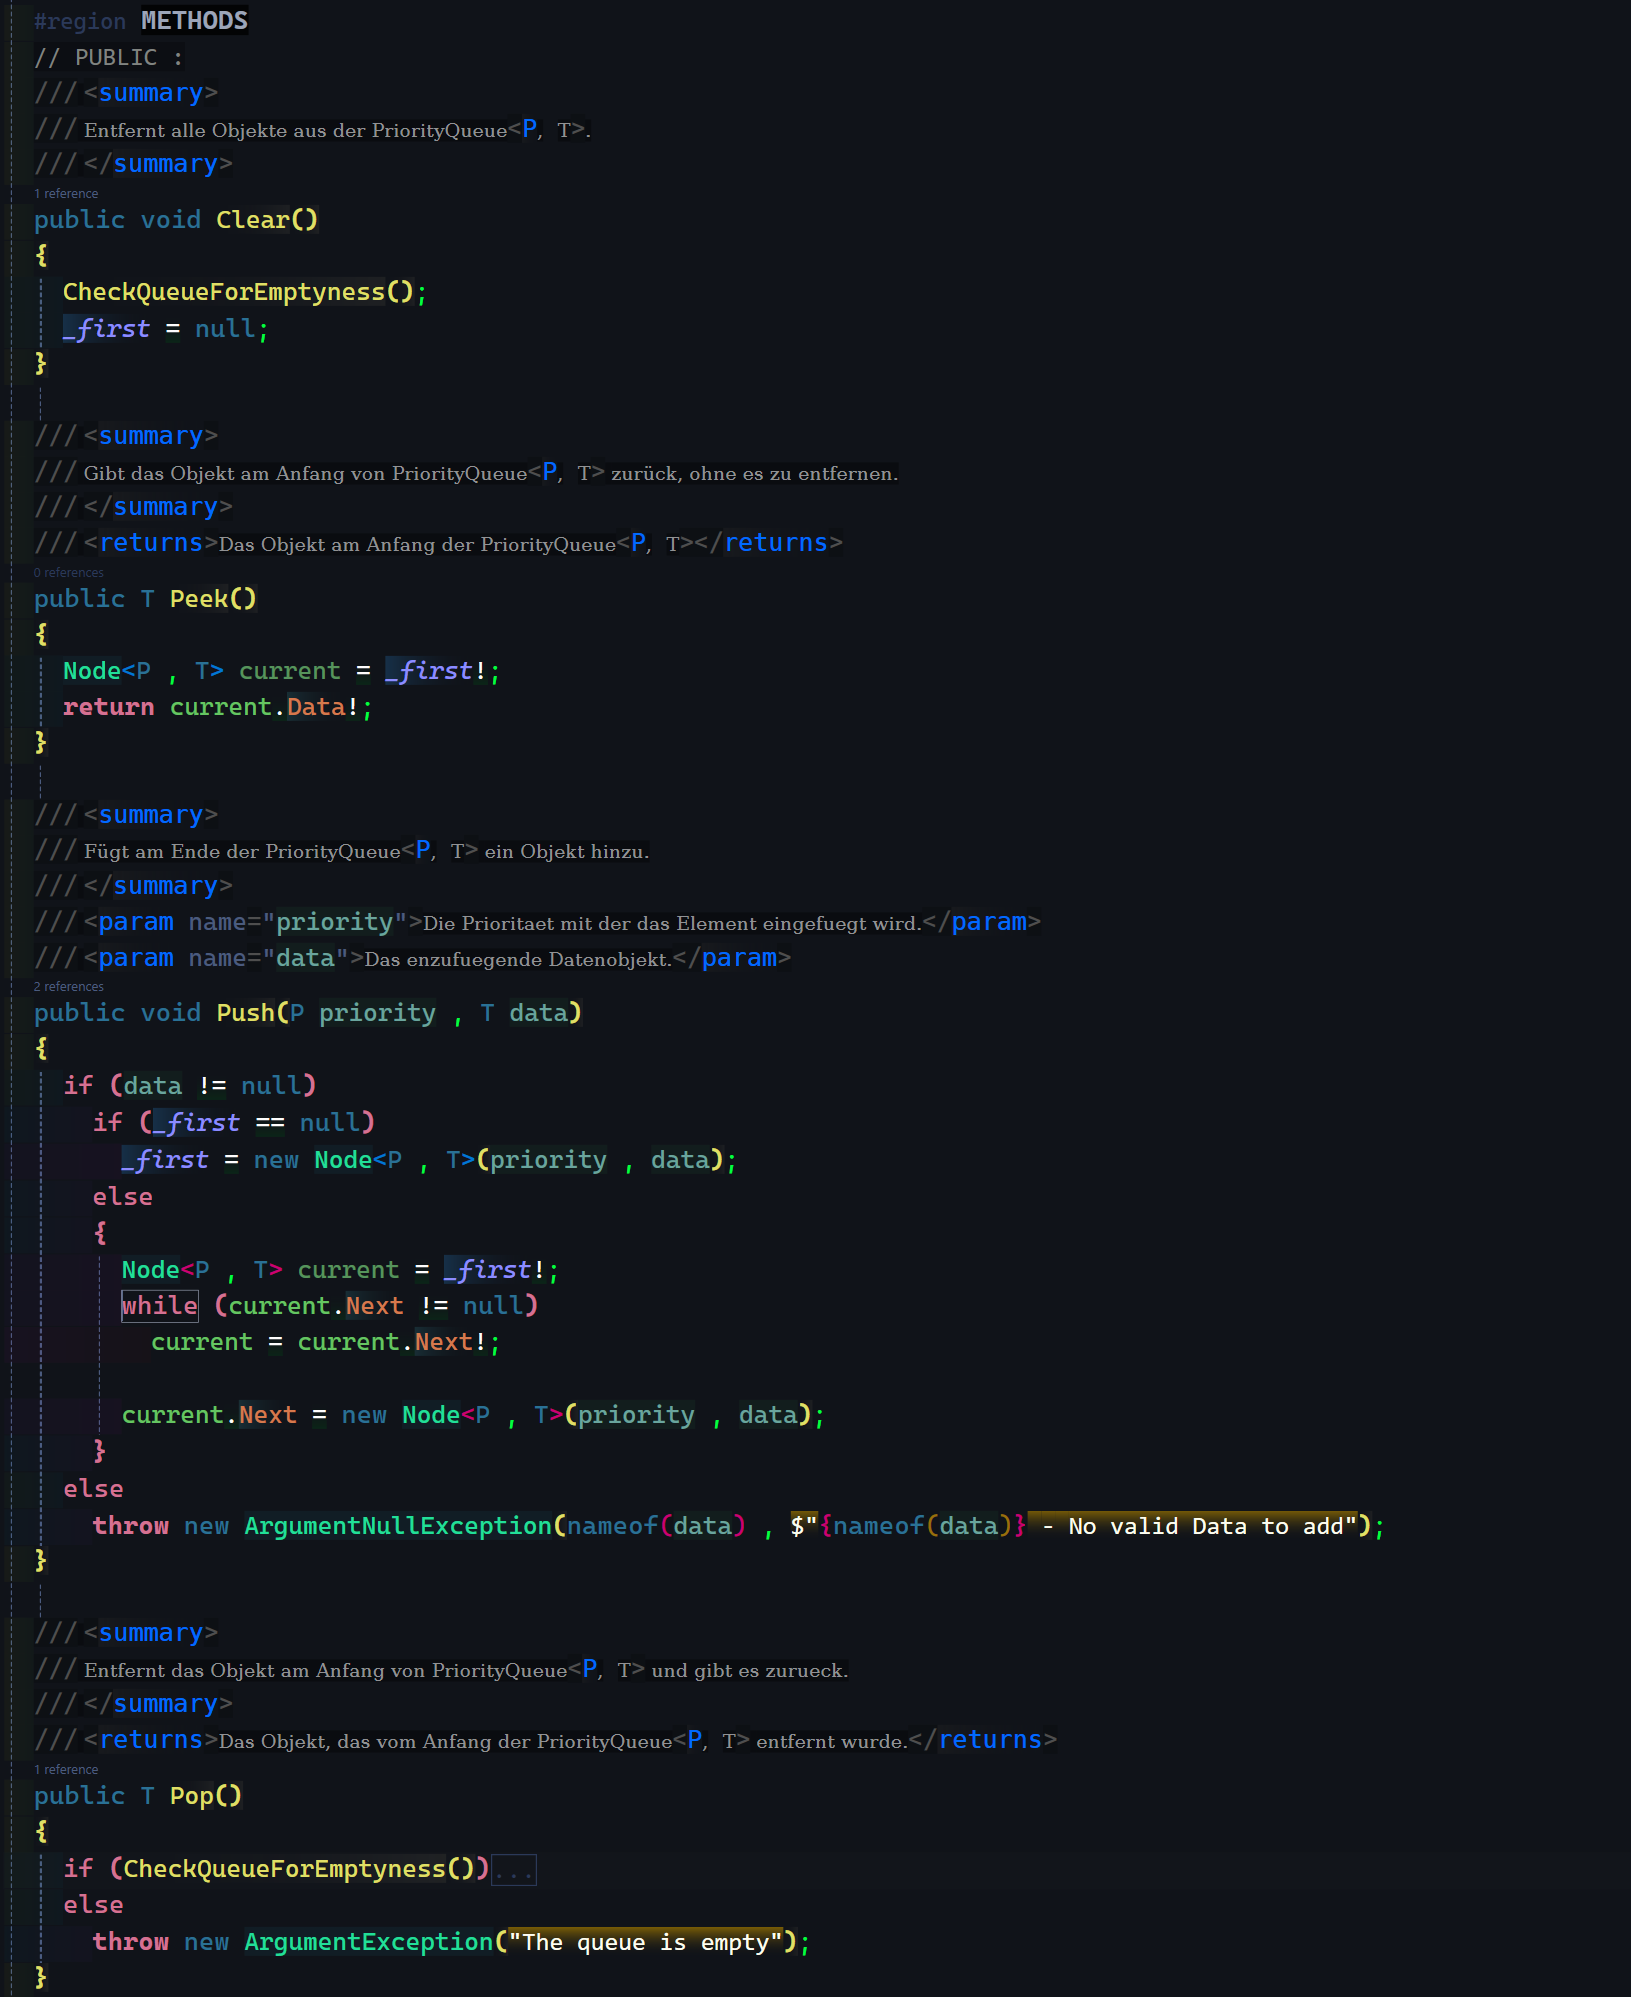 #region METHODS
// PUBLIC :
///<summary>
/// Entfernt alle Objekte aus der PriorityQueue<P, T>.
///</summary>
1 reference
public void Clear()
{
CheckQueueForEmptyness();
_first = null;
}
///<summary>
/// Gibt das Objekt am Anfang von PriorityQueue<P, T> zurück, ohne es zu entfernen.
///</summary>
///<returns>Das Objekt am Anfang der PriorityQueue<P, T></returns>
0 references
public T Peek()
{
Node<P , T> current = _first!;
return current.Data!;
}
///<summary>
/// Fügt am Ende der PriorityQueue<P, T> ein Objekt hinzu.
///</summary>
///<param name="priority">Die Prioritaet mit der das Element eingefuegt wird.</param>
///<param name="data">Das enzufuegende Datenobjekt.</param>
2 references
public void Push(P priority , T data)
{
if (data != null)
if (_first == null)
_first = new Node<P , T>(priority , data);
else
{
Node<P , T> current = _first!;
while (current.Next != null)
current = current.Next!;
current.Next = new Node<P , T>(priority , data);
}
else
throw new ArgumentNullException(nameof(data) , $"{nameof(data)} - No valid Data to add");
}
///<summary>
/// Entfernt das Objekt am Anfang von PriorityQueue<P, T> und gibt es zurueck.
///</summary>
///<returns>Das Objekt, das vom Anfang der PriorityQueue<P, T> entfernt wurde.</returns>
1 reference
public T Pop()
{
if (CheckQueueForEmptyness())...
else
throw new ArgumentException("The queue is empty");
}